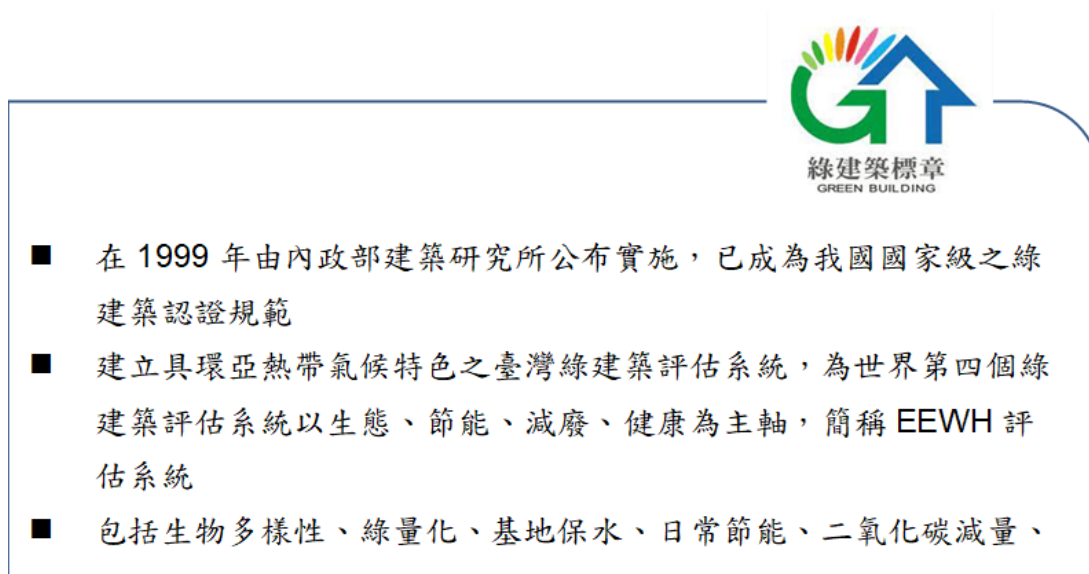 綠建築標章
GREEN BUILDING
■ 在 1999 年由內政部建築研究所公布實施，已成為我國國家級之綠
建築認證規範
■ 建立具環亞熱帶氣候特色之臺灣綠建築評估系統，為世界第四個綠
建築評估系統以生態、節能、減廢、健康為主軸，簡稱 EEWH 評
估系統
■ 包括生物多樣性、綠量化、基地保水、日常節能、二氧化碳減量、